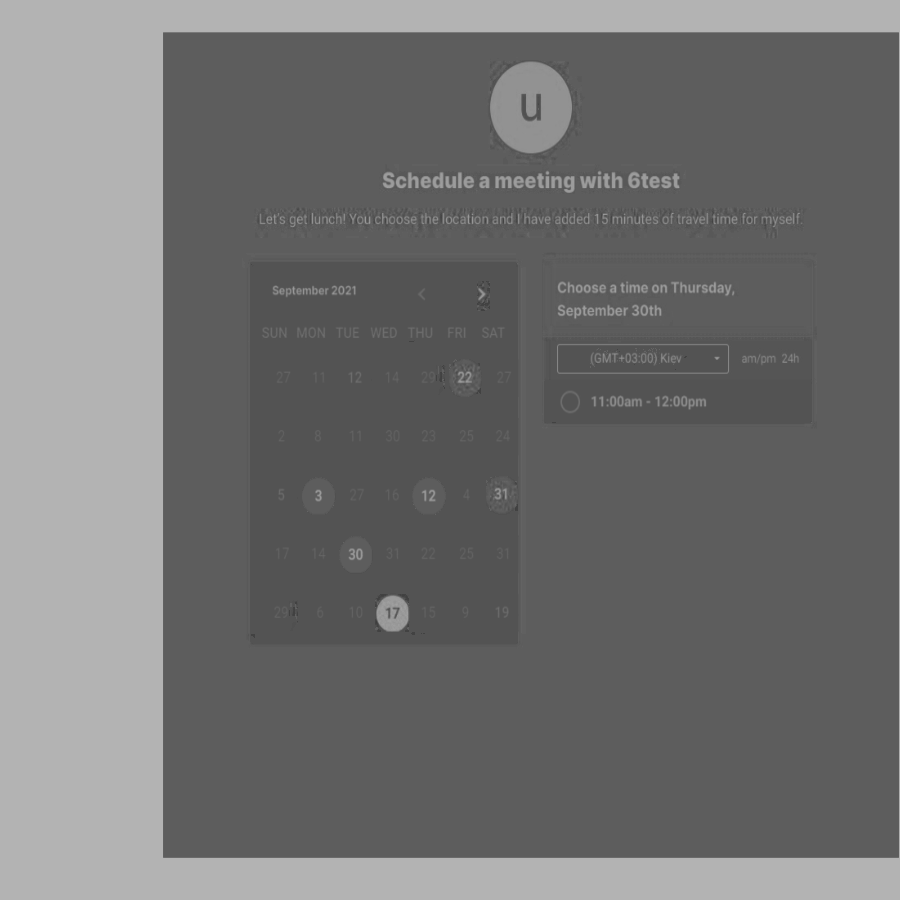 u
Schedule a meeting with 6test
Let's get lunch! You choose the location and I have added 15 minutes of travel time for myself.
September 2021
SUN MON TUE WED THU FRI SAT
27 11 12 14 29 22 27
2 8 11 30 23 25 24
5 3 27 16 12 4 31
17 14 30 31 22 25 31
29 6 10 17 15 9 19
Choose a time on Thursday,
September 30th
(GMT+03:00) Kiev am/pm 24h
11:00am - 12:00pm